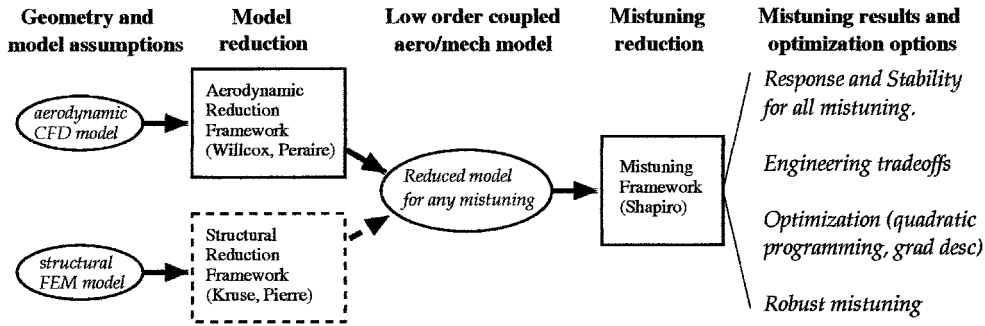 Geometry and
model assumptions
Model
reduction
Low order coupled
aero/mech model
Mistuning
reduction
Mistuning results and
optimization options
aerodynamic
CFD model
Aerodynamic
Reduction
Framework
(Willcox, Peraire)
structural
FEM model
Structural
Reduction
Framework
(Kruse, Pierre)
Reduced model
for any mistuning
Mistuning
Framework
(Shapiro)
Response and Stability
for all mistuning.
Engineering tradeoffs
Optimization (quadratic
programming, grad desc)
Robust mistuning